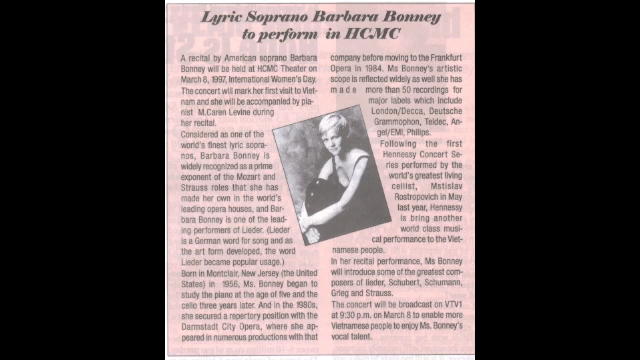 Lyric Soprano Barbara Bonney
to perform in HCMC
A recital by American soprano Barbara
Bonney will be held at HCMC Theater on
March 8, 1997, International Women's Day.
The concert will mark her first visit to Viet-
nam and she will be accompanied by pia-
nist M.Caren Levine during
her recital.
Considered as one of the
world's finest lyric sopra-
nos, Barbara Bonney is
widely recognized as a prime
exponent of the Mozart and
Strauss roles that she has
made her own in the world's
leading opera houses, and Bar-
bara Bonney is one of the lead-
ing performers of Lieder. (Lieder
is a German word for song and as
the art form developed, the word
Lieder became popular usage.)
Born in Montclair, New Jersey (the United
States) in 1956, Ms. Bonney began to
study the piano at the age of five and the
cello three years later. And in the 1980s,
she secured a repertory position with the
Darmstadt City Opera, where she ap-
peared in numerous productions with that
company before moving to the Frankfurt
Opera in 1984. Ms Bonney's artistic
scope is reflected widely as well she has
made more than 50 recordings for
major labels which include
London/Decca, Deutsche
Grammophon, Teldec, An-
gel/EMI, Philips.
Following the first
Hennessy Concert Se-
ries performed by the
world's greatest living
cellist, Mstislav
Rostropovich in May
last year, Hennessy
is bring another
world class musi-
cal performance to the Viet-
namese people.
In her recital performance, Ms Bonney
will introduce some of the greatest com-
posers of lieder, Schubert, Schumann,
Grieg and Strauss.
The concert will be broadcast on VTV1
at 9:30 p.m. on March 8 to enable more
Vietnamese people to enjoy Ms. Bonney's
vocal talent.